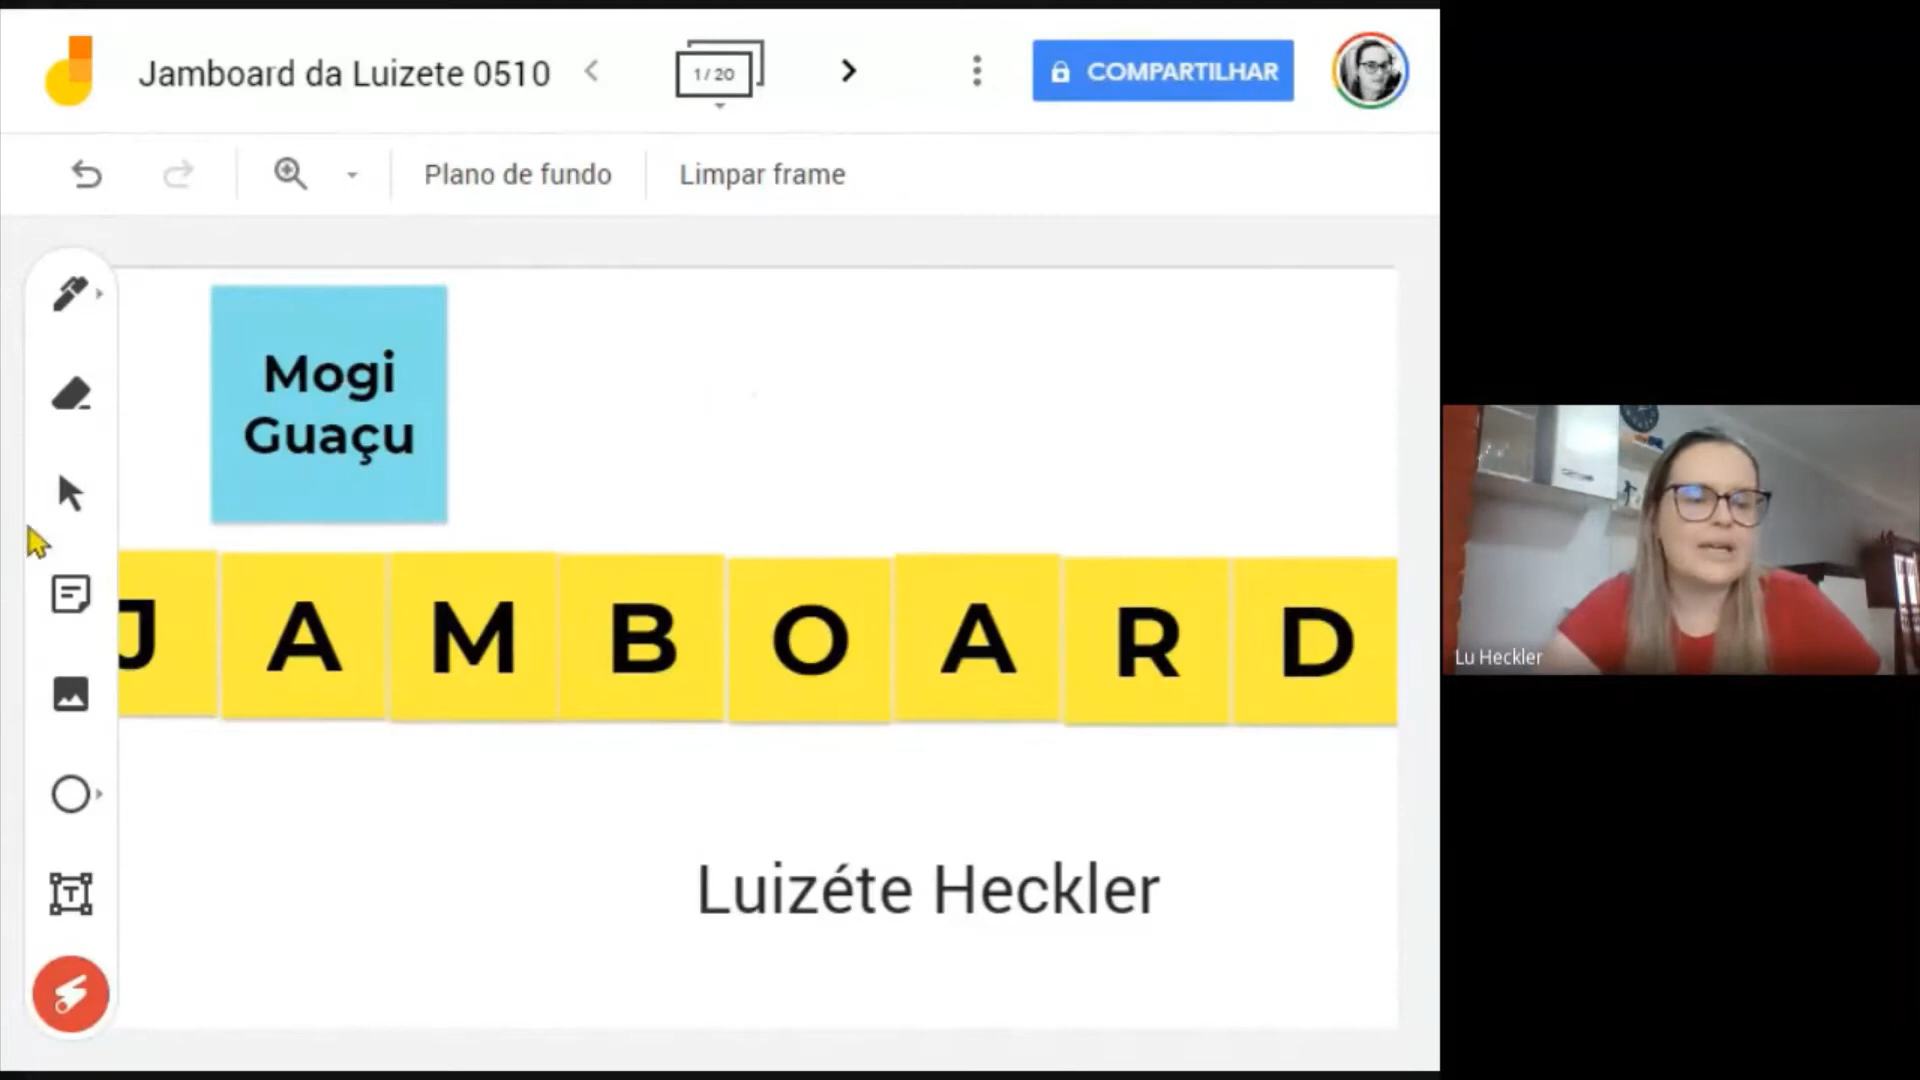 Jamboard da Luizete 0510
1/20
COMPARTILHAR
Plano de fundo
Limpar frame
Mogi
Guaçu
J A M B O A R D
Luizéte Heckler
Lu Heckler